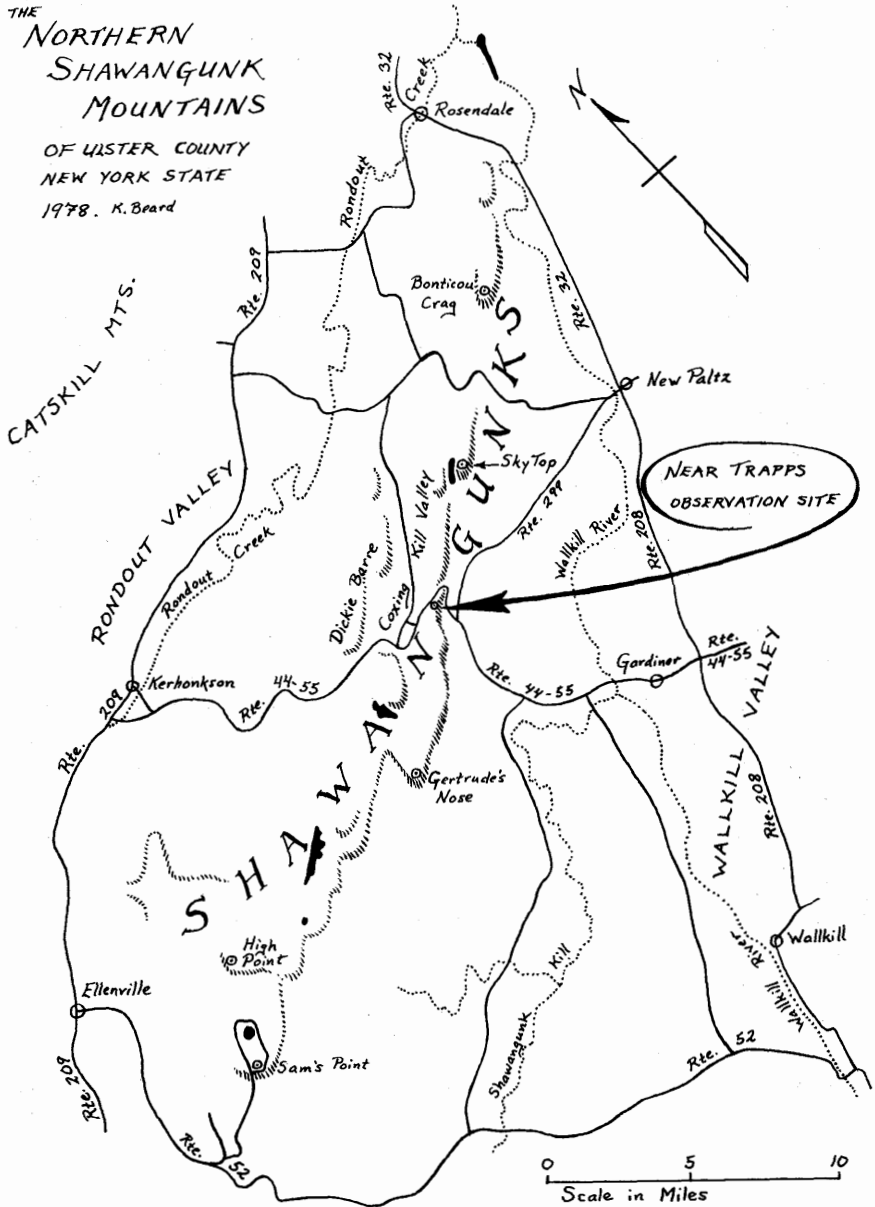 THE
NORTHERN
SHAWANGUNK
MOUNTAINS
OF ULSTER COUNTY
NEW YORK STATE
1978. K. Beard
N
Rte. 32
Creek
Rosendale
Rondout
Rte. 209
CATSKILL MTS.
Bonticou
Crag
Rte. 32
New Paltz
SHAWANGUNKS
Sky Top
NEAR TRAPPS
OBSERVATION SITE
Rte. 299
Wallkill River
Rte. 208
RONDOUT VALLEY
Rondout Creek
Dickie Barre
Coxing Kill Valley
Kerhonkson
Rte. 209
Rte. 44-55
Rte. 44-55
Gardiner
Rte.
44-55
WALLKILL VALLEY
Gertrude's
Nose
Rte. 208
High
Point
Wallkill
Wallkill River
Ellenville
Kill
Shawangunk
Sam's Point
Rte. 209
Rte. 52
Rte. 52
0 5 10
Scale in Miles